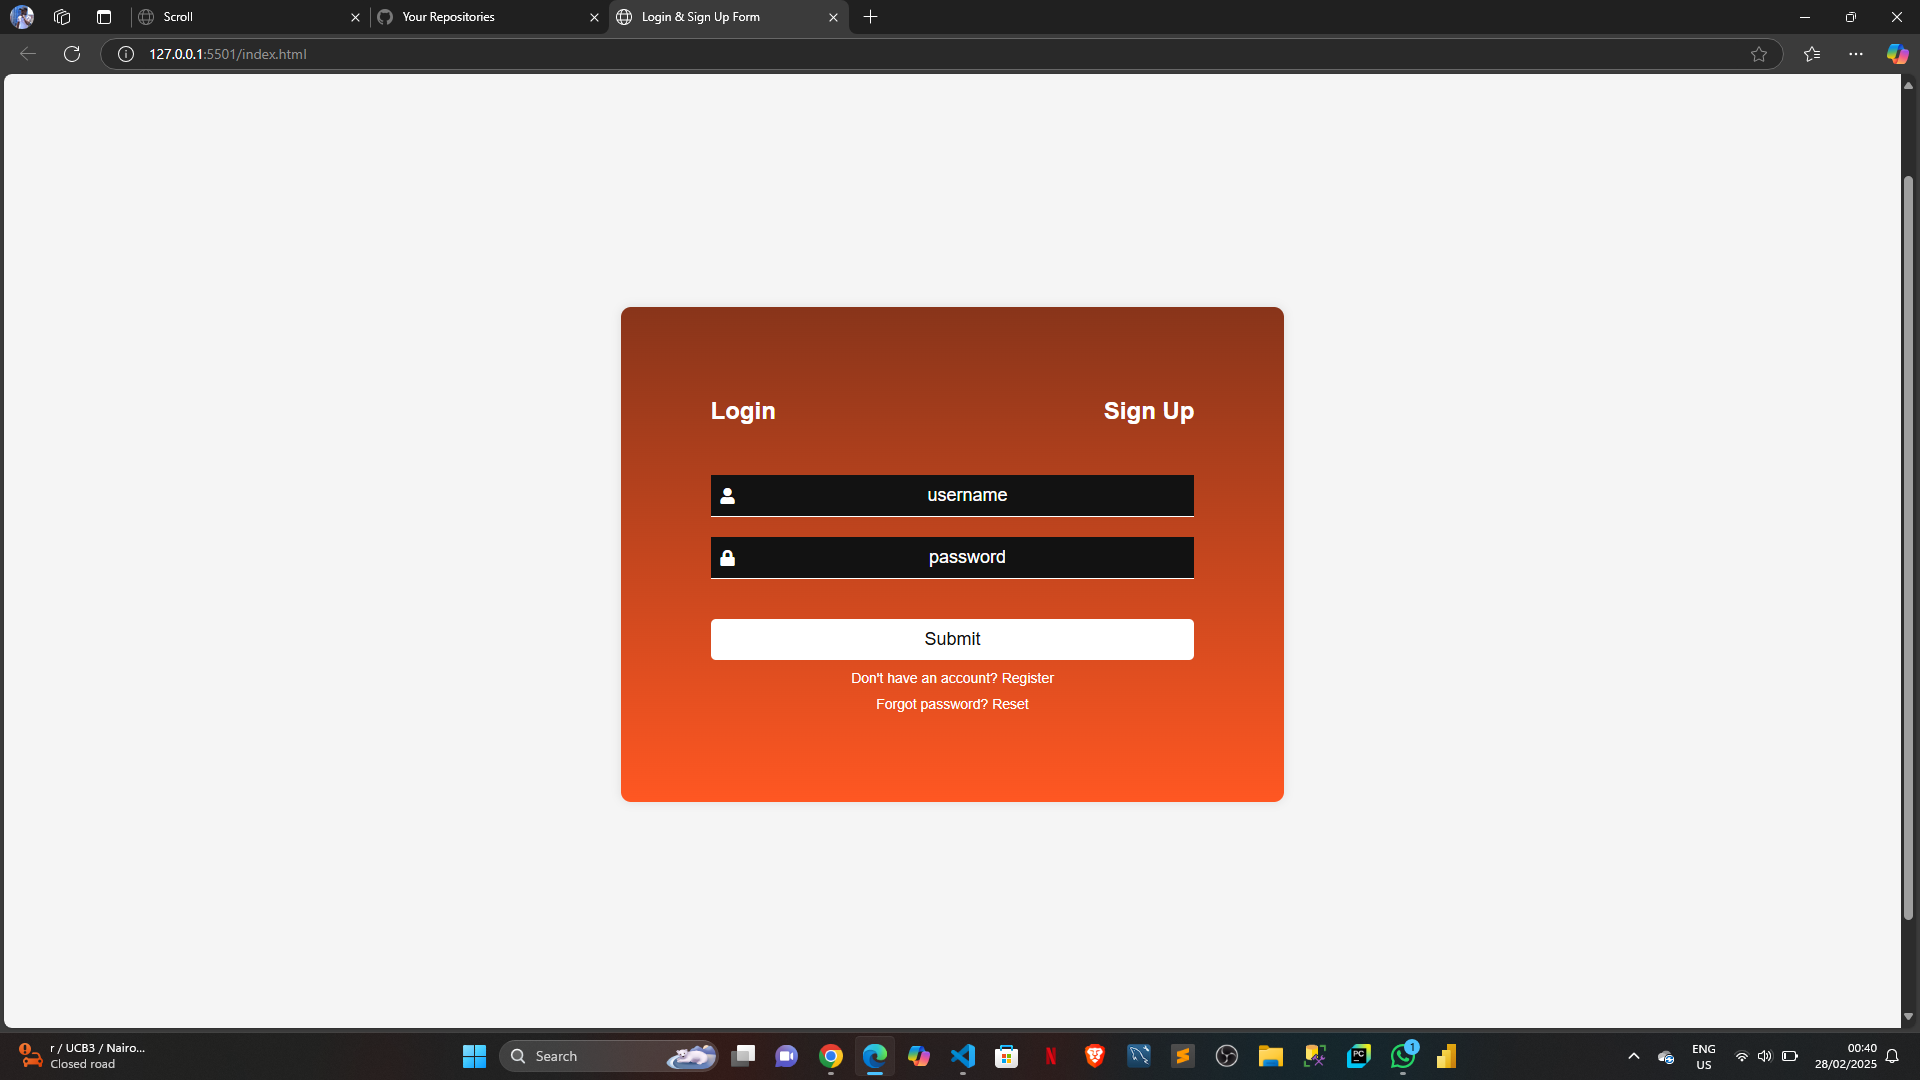 Scroll
Your Repositories
Login & Sign Up Form
127.0.0.1:5501/index.html
Login
Sign Up
username
password
Submit
Don't have an account? Register
Forgot password? Reset
r / UCB3 / Nairo...
Closed road
Search
N
PC
1
ENG
US
00:40
28/02/2025